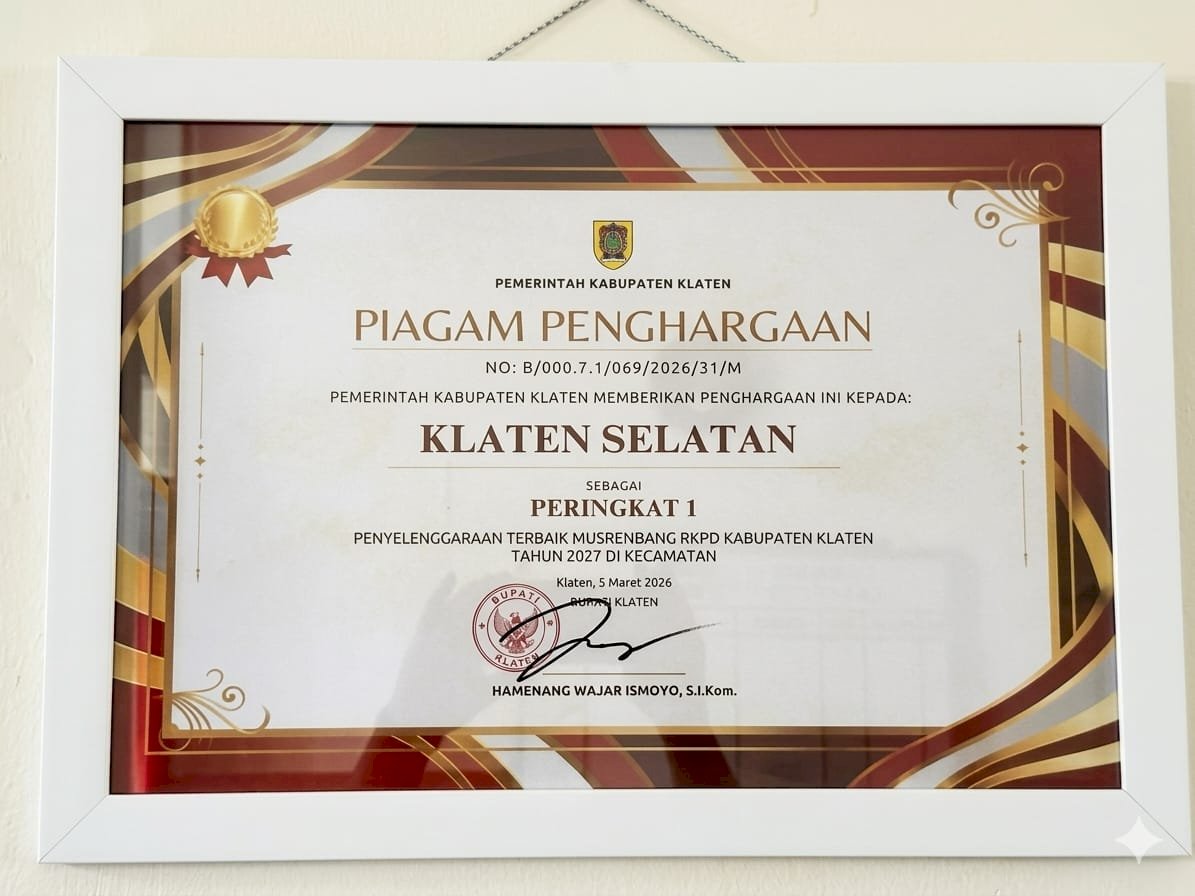 PEMERINTAH KABUPATEN KLATEN
PIAGAM PENGHARGAAN
NO: B/000.7.1/069/2026/31/M
PEMERINTAH KABUPATEN KLATEN MEMBERIKAN PENGHARGAAN INI KEPADA:
KLATEN SELATAN
SEBAGAI
PERINGKAT 1
PENYELENGGARAAN TERBAIK MUSRENBANG RKPD KABUPATEN KLATEN
TAHUN 2027 DI KECAMATAN
Klaten, 5 Maret 2026
BUPATI KLATEN
BUPATI
KLATEN
HAMENANG WAJAR ISMOYO, S.I.Kom.